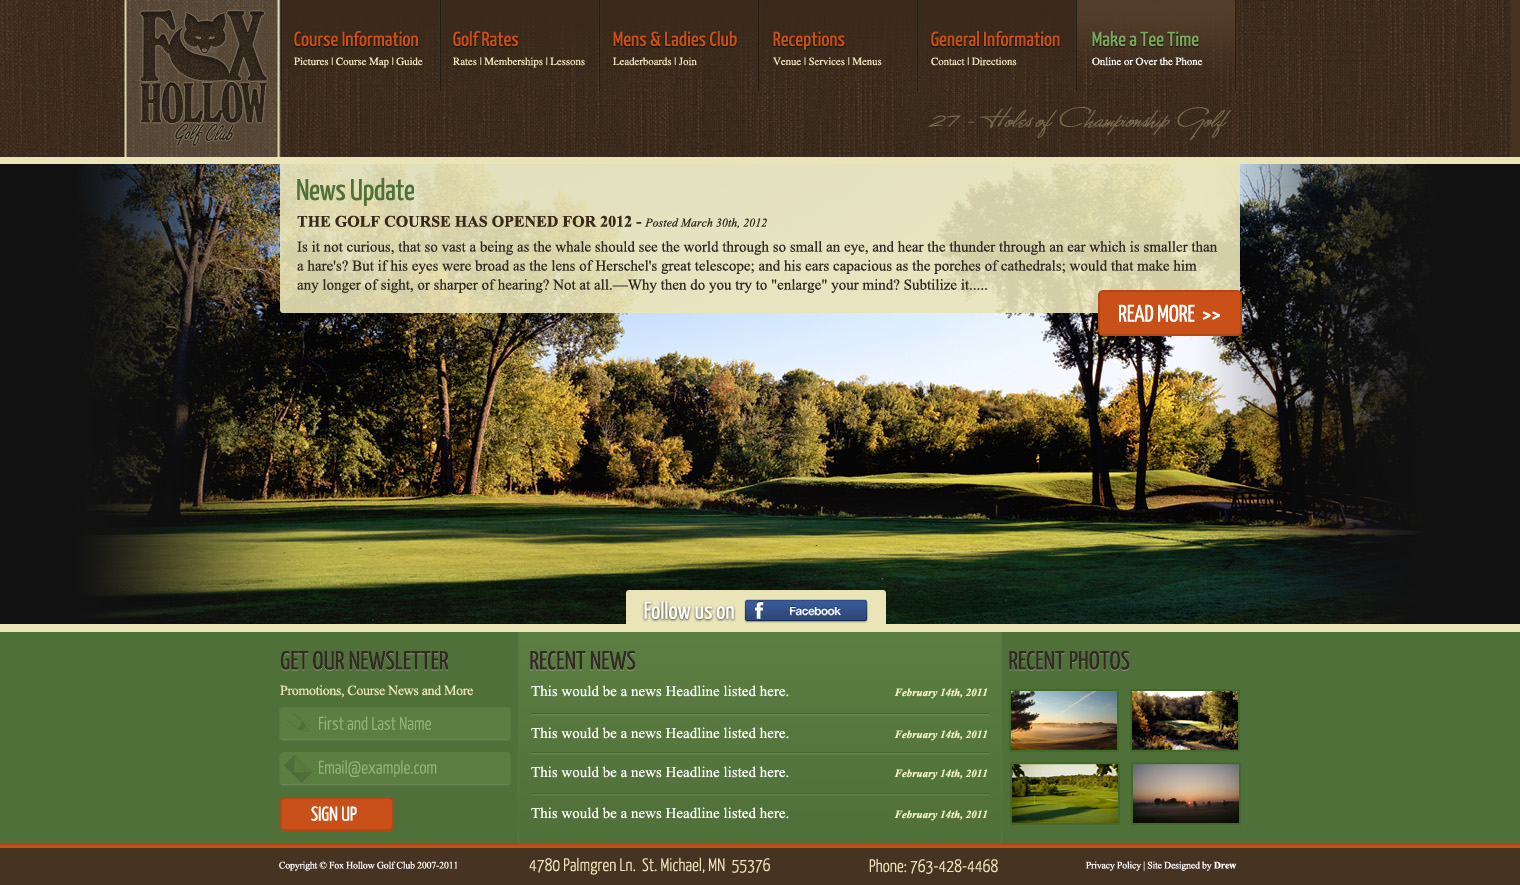 FOX
HOLLOW
Golf Club
Course Information
Pictures | Course Map | Guide
Golf Rates
Rates | Memberships | Lessons
Mens & Ladies Club
Leaderboards | Join
Receptions
Venue | Services | Menus
General Information
Contact | Directions
Make a Tee Time
Online or Over the Phone
27 - Holes of Championship Golf
News Update
THE GOLF COURSE HAS OPENED FOR 2012 - Posted March 30th, 2012
Is it not curious, that so vast a being as the whale should see the world through so small an eye, and hear the thunder through an ear which is smaller than
a hare's? But if his eyes were broad as the lens of Herschel's great telescope; and his ears capacious as the porches of cathedrals; would that make him
any longer of sight, or sharper of hearing? Not at all.—Why then do you try to "enlarge" your mind? Subtilize it.....
READ MORE >>
Follow us on
f Facebook
GET OUR NEWSLETTER
Promotions, Course News and More
First and Last Name
Email@example.com
SIGN UP
RECENT NEWS
This would be a news Headline listed here. February 14th, 2011
This would be a news Headline listed here. February 14th, 2011
This would be a news Headline listed here. February 14th, 2011
This would be a news Headline listed here. February 14th, 2011
RECENT PHOTOS
Copyright © Fox Hollow Golf Club 2007-2011
4780 Palmgren Ln. St. Michael, MN 55376
Phone: 763-428-4468
Privacy Policy | Site Designed by Drew